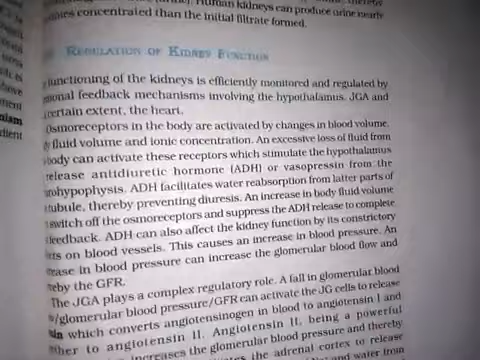 Human kidneys can produce urine nearly
times concentrated than the initial filtrate formed.
REGULATION OF KIDNEY FUNCTION
functioning of the kidneys is efficiently monitored and regulated by
feedback mechanisms involving the hypothalamus, JGA and
certain extent, the heart.
Osmoreceptors in the body are activated by changes in blood volume,
fluid volume and ionic concentration. An excessive loss of fluid from
body can activate these receptors which stimulate the hypothalamus
release antidiuretic hormone (ADH) or vasopressin from the
ADH facilitates water reabsorption from latter parts of
tubule, thereby preventing diuresis. An increase in body fluid volume
switch off the osmoreceptors and suppress the ADH release to complete
feedback. ADH can also affect the kidney function by its constrictory
on blood vessels. This causes an increase in blood pressure. An
in blood pressure can increase the glomerular blood flow and
the GFR.
The JGA plays a complex regulatory role. A fall in glomerular blood
/glomerular blood pressure/GFR can activate the JG cells to release
which converts angiotensinogen in blood to angiotensin I and
to angiotensin II. Angiotensin II, being a powerful
increases the glomerular blood pressure and thereby
the adrenal cortex to release
and water from